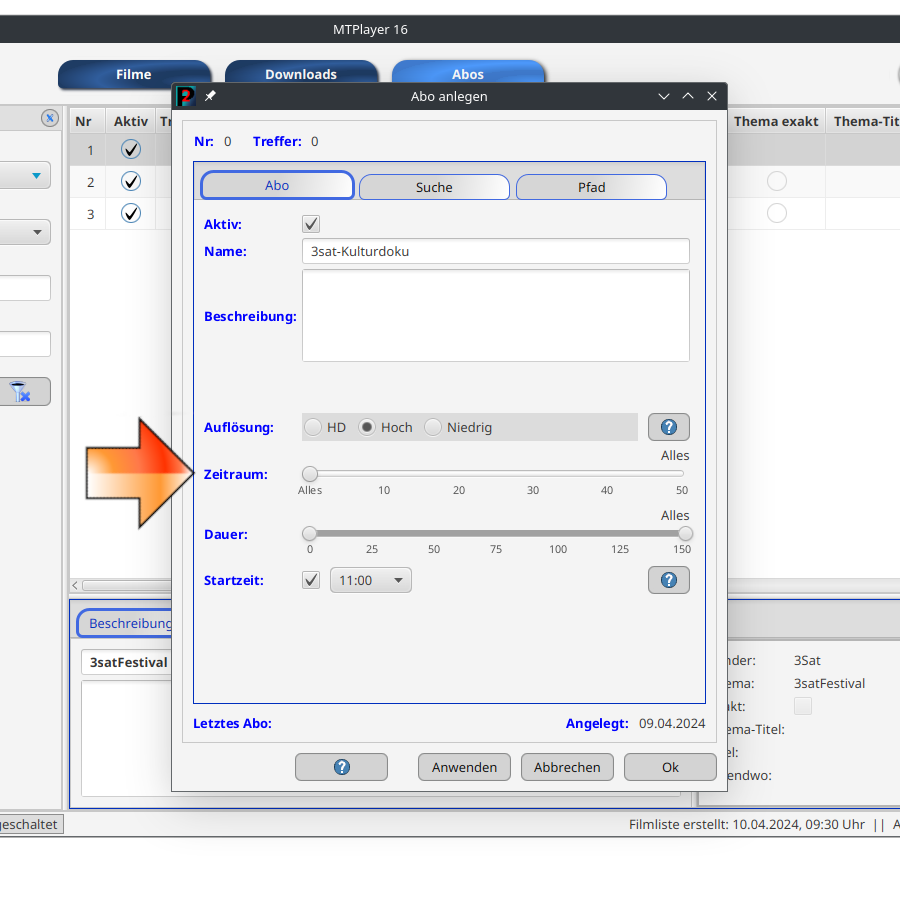 MTPlayer 16
Filme
Downloads
Abos
Abo anlegen
Nr
Aktiv
Thema exakt
Thema-Tit
1
2
3
Nr: 0 Treffer: 0
Abo
Suche
Pfad
Aktiv:
Name: 3sat-Kulturdoku
Beschreibung:
Auflösung: HD Hoch Niedrig
Alles
Zeitraum:
Alles 10 20 30 40 50
Alles
Dauer:
0 25 50 75 100 125 150
Startzeit: 11:00
Letztes Abo: Angelegt: 09.04.2024
Anwenden Abbrechen Ok
Beschreibung
3satFestival
nder: 3Sat
ema: 3satFestival
kt:
ema-Titel:
el:
endwo:
geschaltet
Filmliste erstellt: 10.04.2024, 09:30 Uhr || A